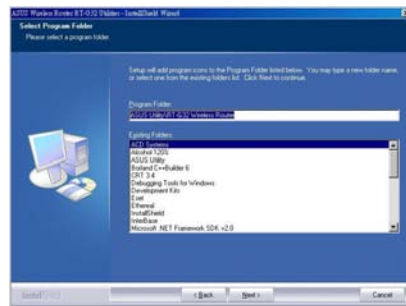 ASUS Wireless Router RT-G32 Utilities - InstallShield Wizard
Select Program Folder
Please select a program folder.
Setup will add program icons to the Program Folder listed below. You may type a new folder name,
or select one from the existing folders list. Click Next to continue.
Program Folder:
ASUS Utility\RT-G32 Wireless Router
Existing Folders:
ACD Systems
Alcohol 120%
ASUS Utility
Borland C++Builder 6
CRT 3.4
Debugging Tools for Windows
Development Kits
Eset
Ethereal
InstallShield
InterBase
Microsoft .NET Framework SDK v2.0
InstallShield
< Back
Next >
Cancel